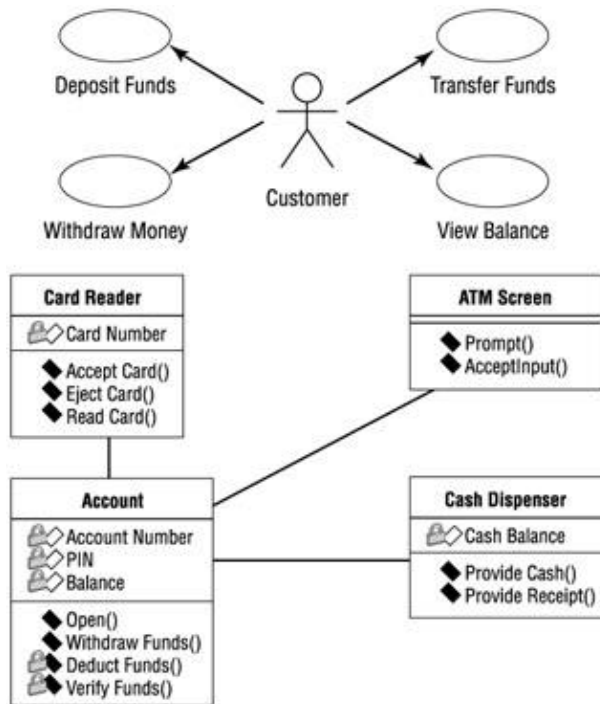 Deposit Funds
Transfer Funds
Customer
Withdraw Money
View Balance
Card Reader
Card Number
Accept Card()
Eject Card()
Read Card()
ATM Screen
Prompt()
AcceptInput()
Account
Account Number
PIN
Balance
Open()
Withdraw Funds()
Deduct Funds()
Verify Funds()
Cash Dispenser
Cash Balance
Provide Cash()
Provide Receipt()